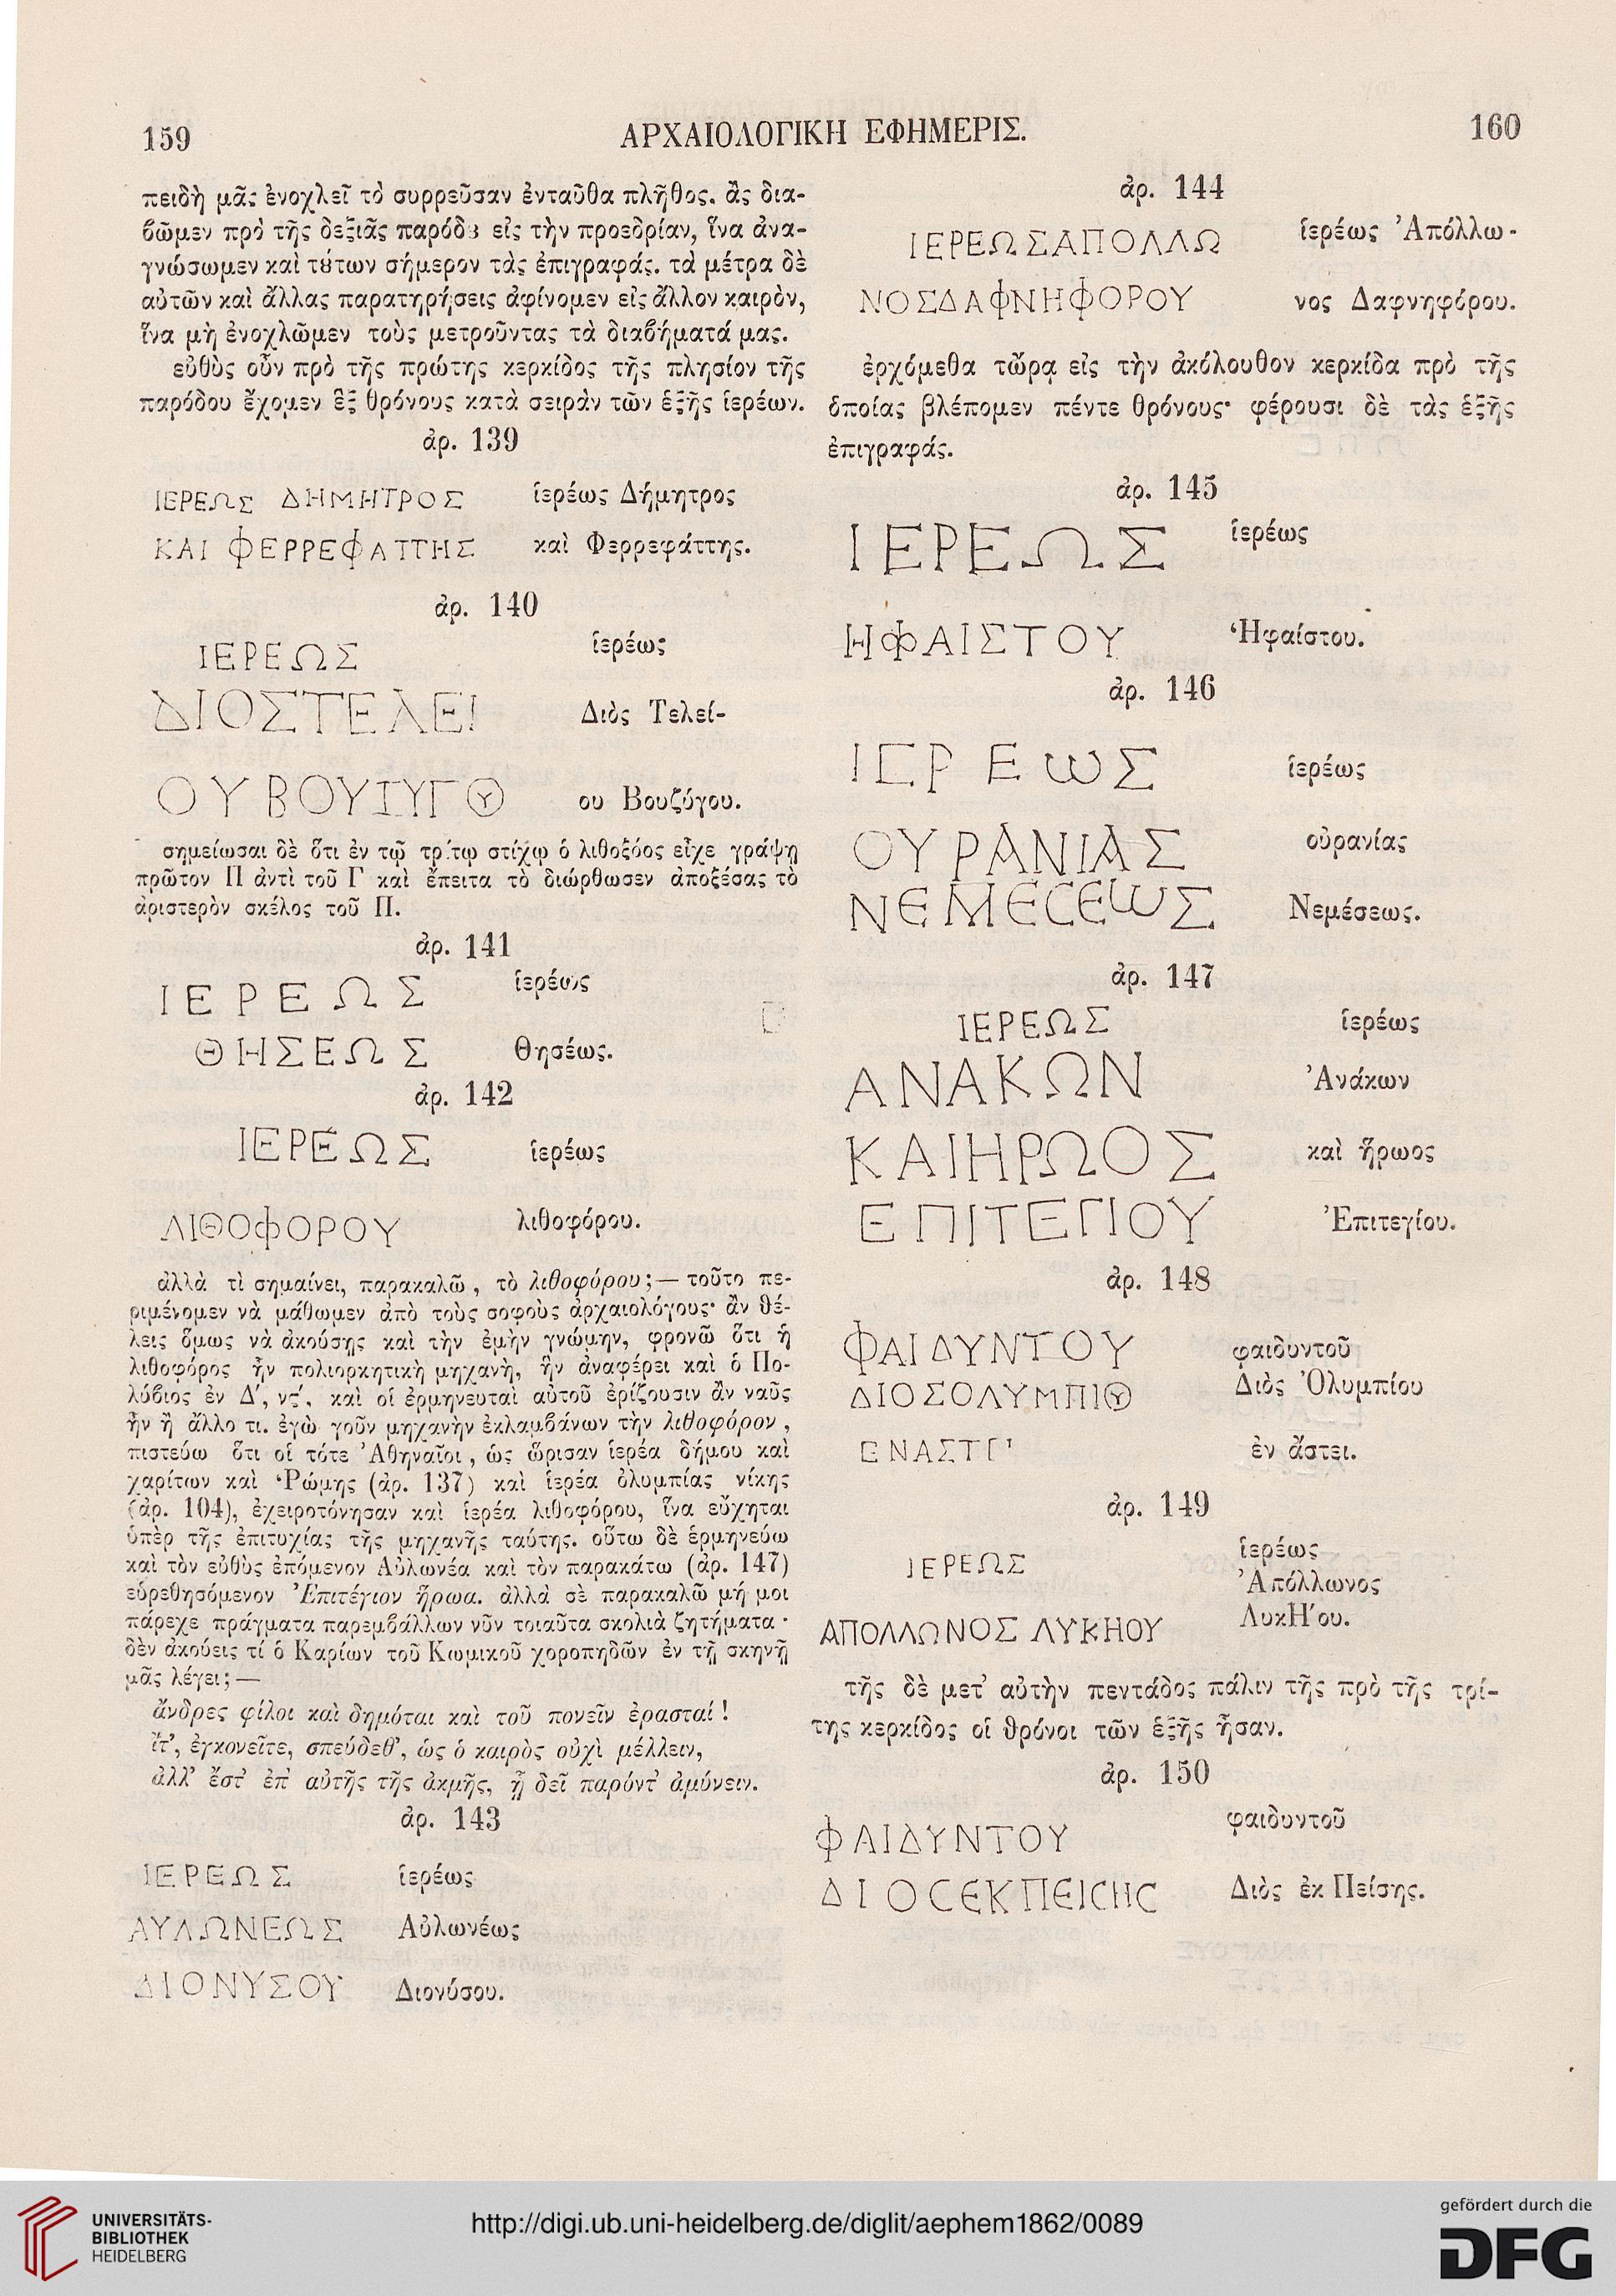 159
ΑΡΧΑΙΟΛΟΓΙΚΗ ΕΦΗΜΕΡΙΣ.
160
πειδὴ μᾶς ἐνοχλεῖ τὸ συρρεῦσαν ἐνταῦθα πλῆθος. ἂς δια-
βῶμεν πρὸ τῆς δεξιᾶς παρόδȣ εἰς τὴν προεδρίαν, ἵνα ἀνα-
γνώσωμεν καὶ τȣ́των σήμερον τὰς ἐπιγραφάς. τὰ μέτρα δὲ
αὐτῶν καὶ ἄλλας παρατηρήσεις ἀφίνομεν εἰς ἄλλον καιρὸν,
ἵνα μὴ ἐνοχλῶμεν τοὺς μετροῦντας τὰ διαβήματά μας.
εὐθὺς οὖν πρὸ τῆς πρώτης κερκίδος τῆς πλησίον τῆς
παρόδου ἔχομεν ἓξ θρόνους κατὰ σειρὰν τῶν ἑξῆς ἱερέων.
ἀρ. 139
ΙΕΡΕΩΣ ΔΗΜΗΤΡΟΣ ἱερέως Δήμητρος
ΚΑΙ ΦΕΡΡΕΦΑΤΤΗΣ καὶ Φερρεφάττης.
ἀρ. 140
ΙΕΡΕΩΣ ἱερέως
ΔΙΟΣΤΕΛΕΙ Διὸς Τελεί-
ΟΥΒΟΥΙΥΓȢ ου Βουζύγου.
σημείωσαι δὲ ὅτι ἐν τῷ τρίτῳ στίχῳ ὁ λιθοξόος εἶχε γράψῃ
πρῶτον Π ἀντὶ τοῦ Γ καὶ ἔπειτα τὸ διώρθωσεν ἀποξέσας τὸ
ἀριστερὸν σκέλος τοῦ Π.
ἀρ. 141
ΙΕΡΕΩΣ ἱερέως
ΘΗΣΕΩΣ Θησέως.
ἀρ. 142
ΙΕΡΕΩΣ ἱερέως
ΛΙΘΟΦΟΡΟΥ λιθοφόρου.
ἀλλὰ τὶ σημαίνει, παρακαλῶ, τὸ λιθοφόρου;— τοῦτο πε-
ριμένομεν νὰ μάθωμεν ἀπὸ τοὺς σοφοὺς ἀρχαιολόγους· ἂν θέ-
λεις ὅμως νὰ ἀκούσῃς καὶ τὴν ἐμὴν γνώμην, φρονῶ ὅτι ἡ
λιθοφόρος ἦν πολιορκητικὴ μηχανὴ, ἣν ἀναφέρει καὶ ὁ Πο-
λύβιος ἐν Δ΄, νς΄. καὶ οἱ ἑρμηνευταὶ αὐτοῦ ἐρίζουσιν ἂν ναῦς
ἦν ἢ ἄλλο τι. ἐγὼ γοῦν μηχανὴν ἐκλαμβάνων τὴν λιθοφόρον,
πιστεύω ὅτι οἱ τότε Ἀθηναῖοι, ὡς ὥρισαν ἱερέα δήμου καὶ
χαρίτων καὶ Ῥώμης (ἀρ. 137) καὶ ἱερέα ὀλυμπίας νίκης
(ἀρ. 104), ἐχειροτόνησαν καὶ ἱερέα λιθοφόρου, ἵνα εὔχηται
ὑπὲρ τῆς ἐπιτυχίας τῆς μηχανῆς ταύτης. οὕτω δὲ ἑρμηνεύω
καὶ τὸν εὐθὺς ἑπόμενον Αὐλωνέα καὶ τὸν παρακάτω (ἀρ. 147)
εὑρεθησόμενον Ἐπιτέγιον ἥρωα. ἀλλὰ σὲ παρακαλῶ μή μοι
πάρεχε πράγματα παρεμβάλλων νῦν τοιαῦτα σκολιὰ ζητήματα·
δὲν ἀκούεις τί ὁ Καρίων τοῦ Κωμικοῦ χοροπηδῶν ἐν τῇ σκηνῇ
μᾶς λέγει;—
ἄνδρες φίλοι καὶ δημόται καὶ τοῦ πονεῖν ἐρασταί!
ἴτ’, ἐγκονεῖτε, σπεύδεθ’, ὡς ὁ καιρὸς οὐχὶ μέλλειν,
ἀλλ’ ἔστ’ ἐπ’ αὐτῆς τῆς ἀκμῆς, ᾗ δεῖ παρόντ’ ἀμύνειν.
ἀρ. 143
ΙΕΡΕΩΣ ἱερέως
ΑΥΛΩΝΕΩΣ Αὐλωνέως
ΔΙΟΝΥΣΟΥ Διονύσου.
ἀρ. 144
ΙΕΡΕΩΣΑΠΟΛΛΩ ἱερέως Ἀπόλλω-
ΝΟΣΔΑΦΝΗΦΟΡΟΥ νος Δαφνηφόρου.
ἐρχόμεθα τῶρα εἰς τὴν ἀκόλουθον κερκίδα πρὸ τῆς
ὁποίας βλέπομεν πέντε θρόνους· φέρουσι δὲ τὰς ἑξῆς
ἐπιγραφάς.
ἀρ. 145
ΙΕΡΕΩΣ ἱερέως
ΗΦΑΙΣΤΟΥ Ἡφαίστου.
ἀρ. 146
ΙΕΡΕωΣ ἱερέως
ΟΥΡΑΝΙΑΣ οὐρανίας
ΝΕΜΕCΕωΣ Νεμέσεως.
ἀρ. 147
ΙΕΡΕΩΣ ἱερέως
ΑΝΑΚΩΝ Ἀνάκων
ΚΑΙΗΡΩΟΣ καὶ ἥρωος
ΕΠΙΤΕΓΙΟΥ Ἐπιτεγίου.
ἀρ. 148
ΦΑΙΔΥΝΤΟΥ φαιδυντοῦ
ΔΙΟΣΟΛΥΜΠΙȢ Διὸς Ὀλυμπίου
ΕΝΑΣΤΓΙ ἐν ἄστει.
ἀρ. 149
ΙΕΡΕΩΣ ἱερέως
Ἀπόλλωνος
ΑΠΟΛΛΩΝΟΣ ΛΥΚΗΟΥ ΛυκΗ΄ου.
τῆς δὲ μετ’ αὐτὴν πεντάδος πάλιν τῆς πρὸ τῆς τρί-
της κερκίδος οἱ θρόνοι τῶν ἑξῆς ἦσαν.
ἀρ. 150
ΦΑΙΔΥΝΤΟΥ φαιδυντοῦ
ΔΙΟCΕΚΠΕΙCΗC Διὸς ἐκ Πείσης.
UNIVERSITÄTS-
BIBLIOTHEK
HEIDELBERG
http://digi.ub.uni-heidelberg.de/diglit/aephem1862/0089
gefördert durch die
DFG